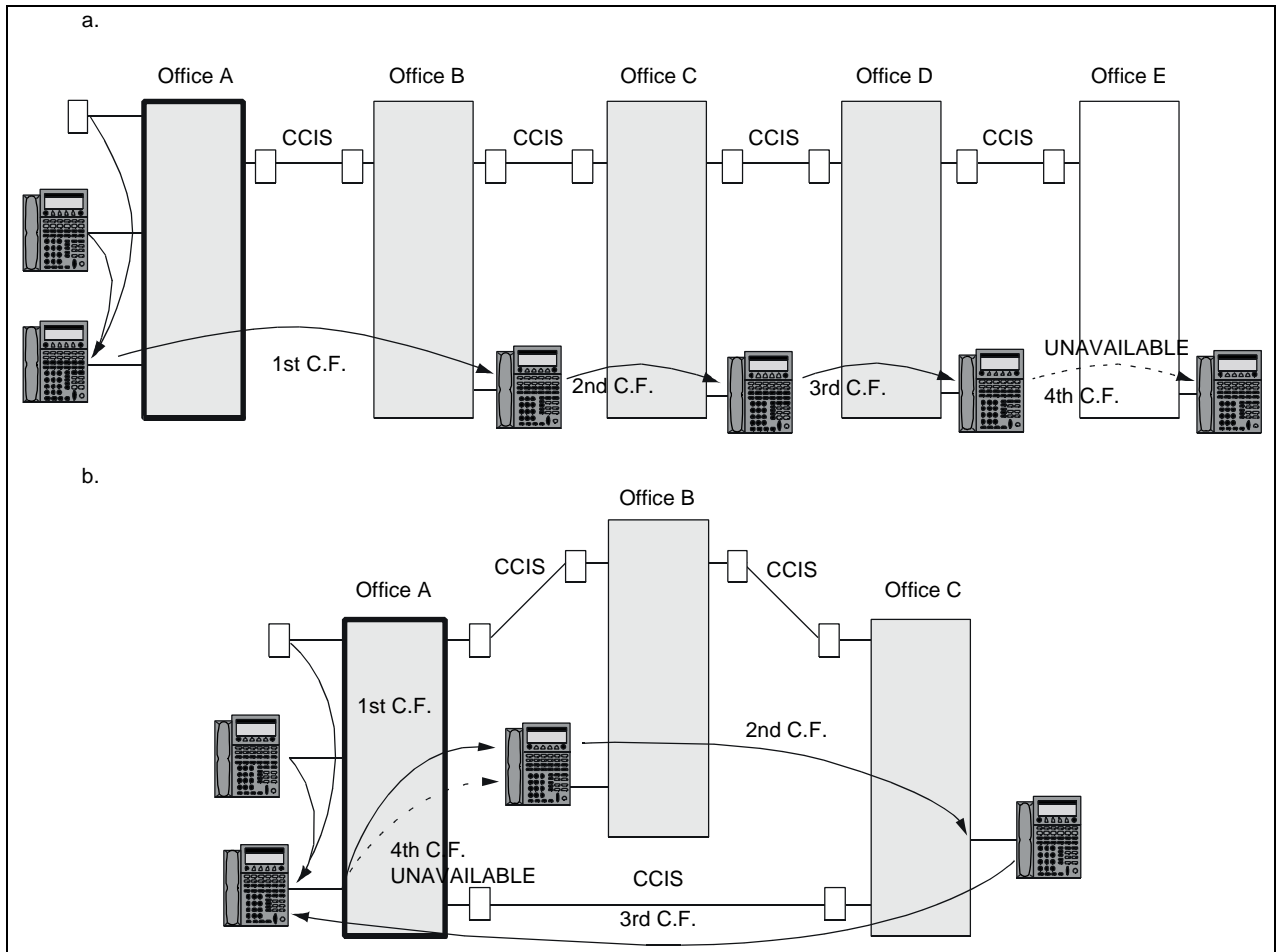 a.
Office A
Office B
Office C
Office D
Office E
CCIS
CCIS
CCIS
CCIS
1st C.F.
2nd C.F.
3rd C.F.
UNAVAILABLE
4th C.F.
b.
Office B
CCIS
CCIS
Office A
Office C
1st C.F.
2nd C.F.
4th C.F.
UNAVAILABLE
CCIS
3rd C.F.